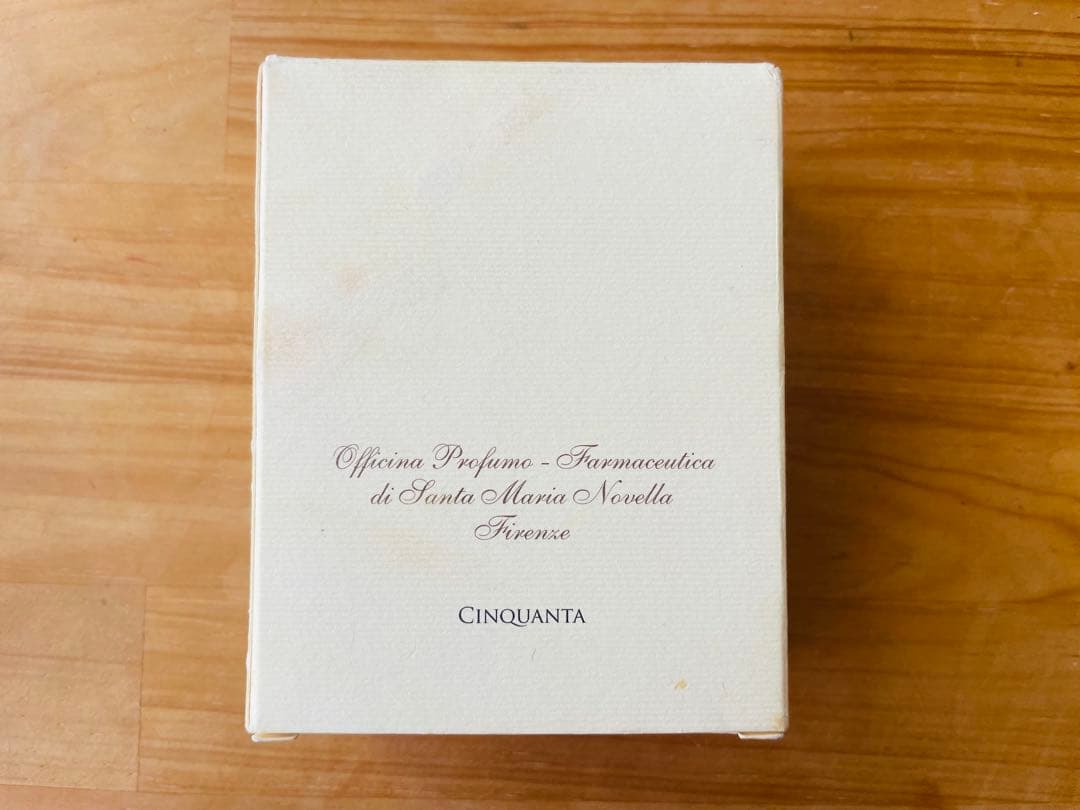 Officina Profumo - Farmaceutica
di Santa Maria Novella
Firenze
CINQUANTA